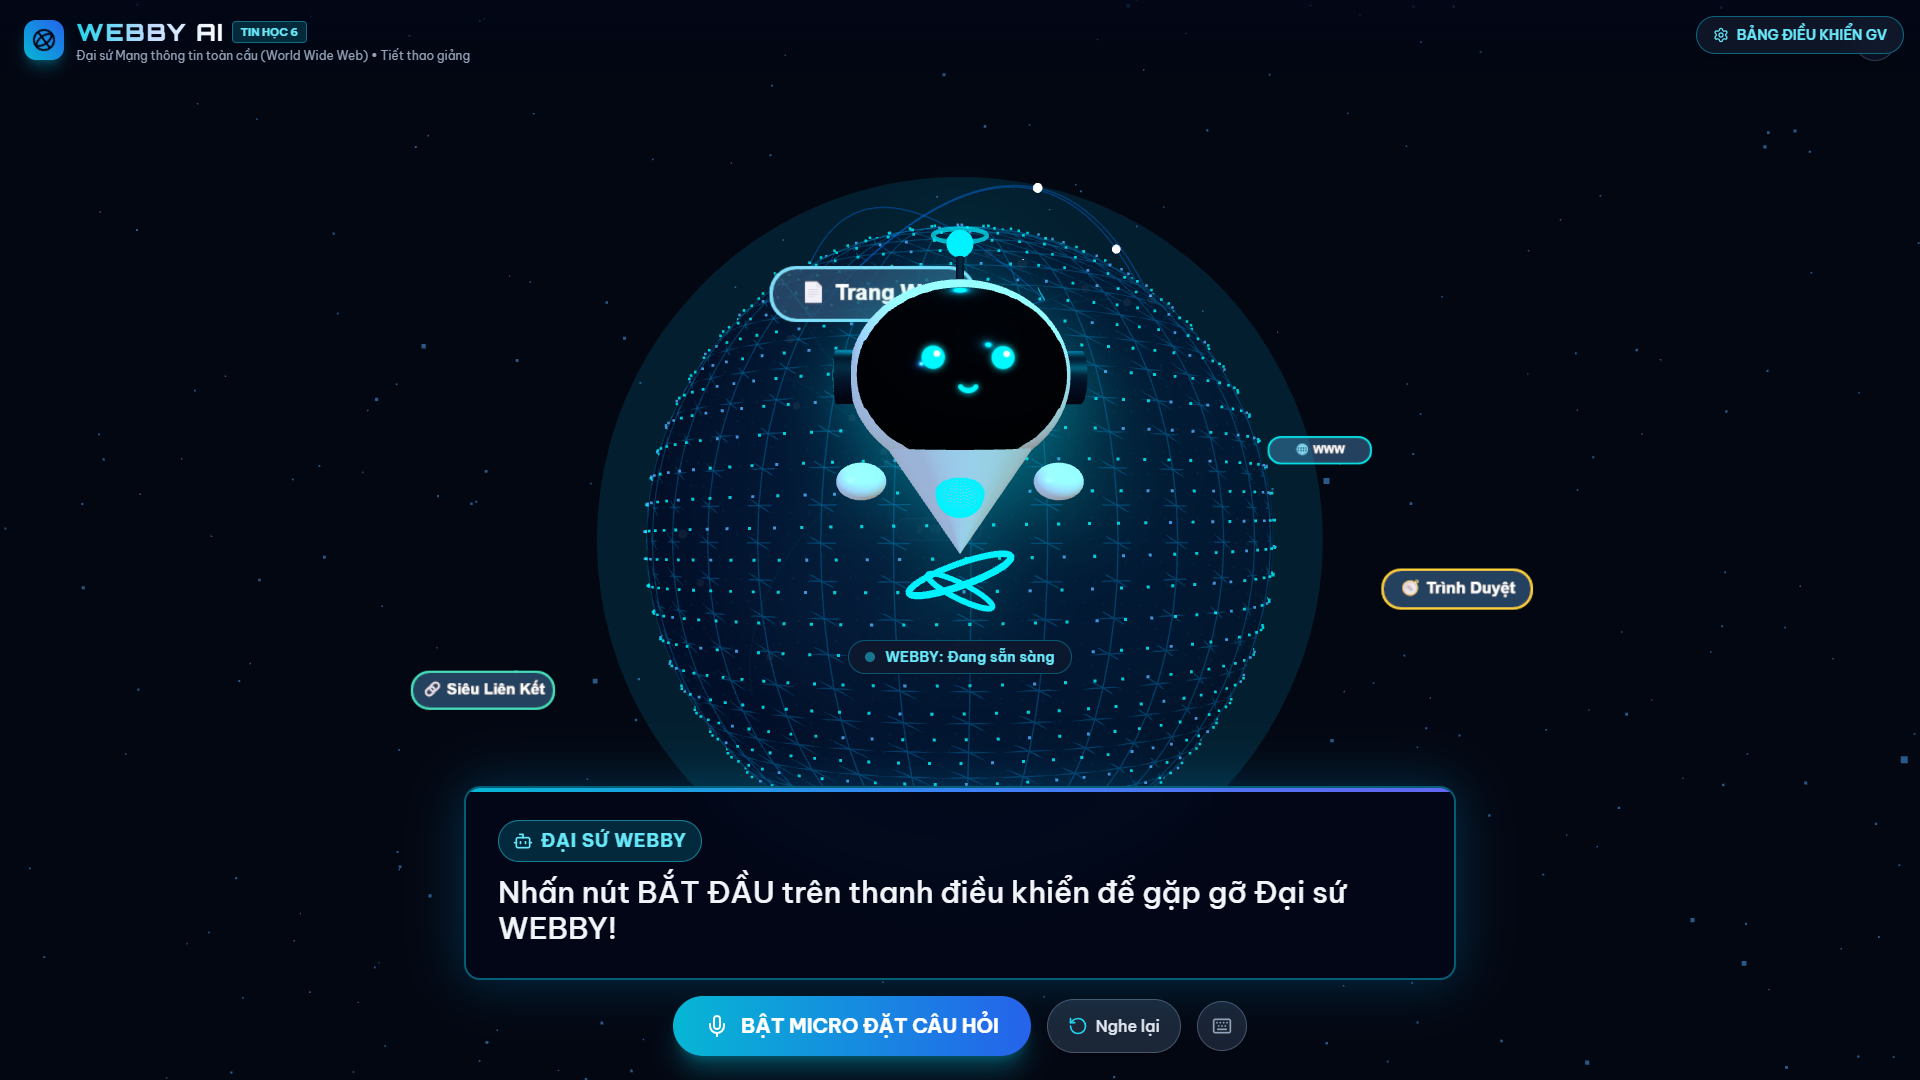 WEBBY AI
TIN HỌC 6
Đại sứ Mạng thông tin toàn cầu (World Wide Web) • Tiết thao giảng
BẢNG ĐIỀU KHIỂN GV
Trang
WWW
Trình Duyệt
WEBBY: Đang sẵn sàng
Siêu Liên Kết
ĐẠI SỨ WEBBY
Nhấn nút BẮT ĐẦU trên thanh điều khiển để gặp gỡ Đại sứ
WEBBY!
BẬT MICRO ĐẶT CÂU HỎI
Nghe lại